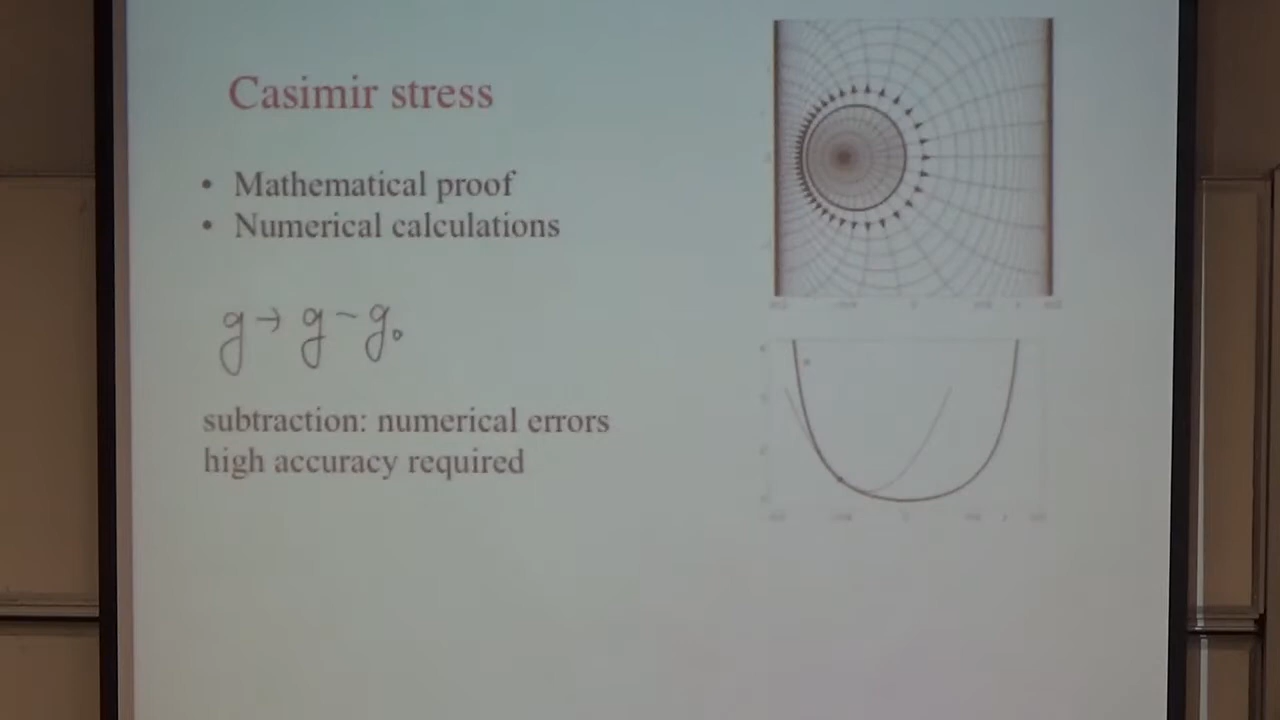 Casimir stress
• Mathematical proof
• Numerical calculations
g → g - g₀
subtraction: numerical errors
high accuracy required